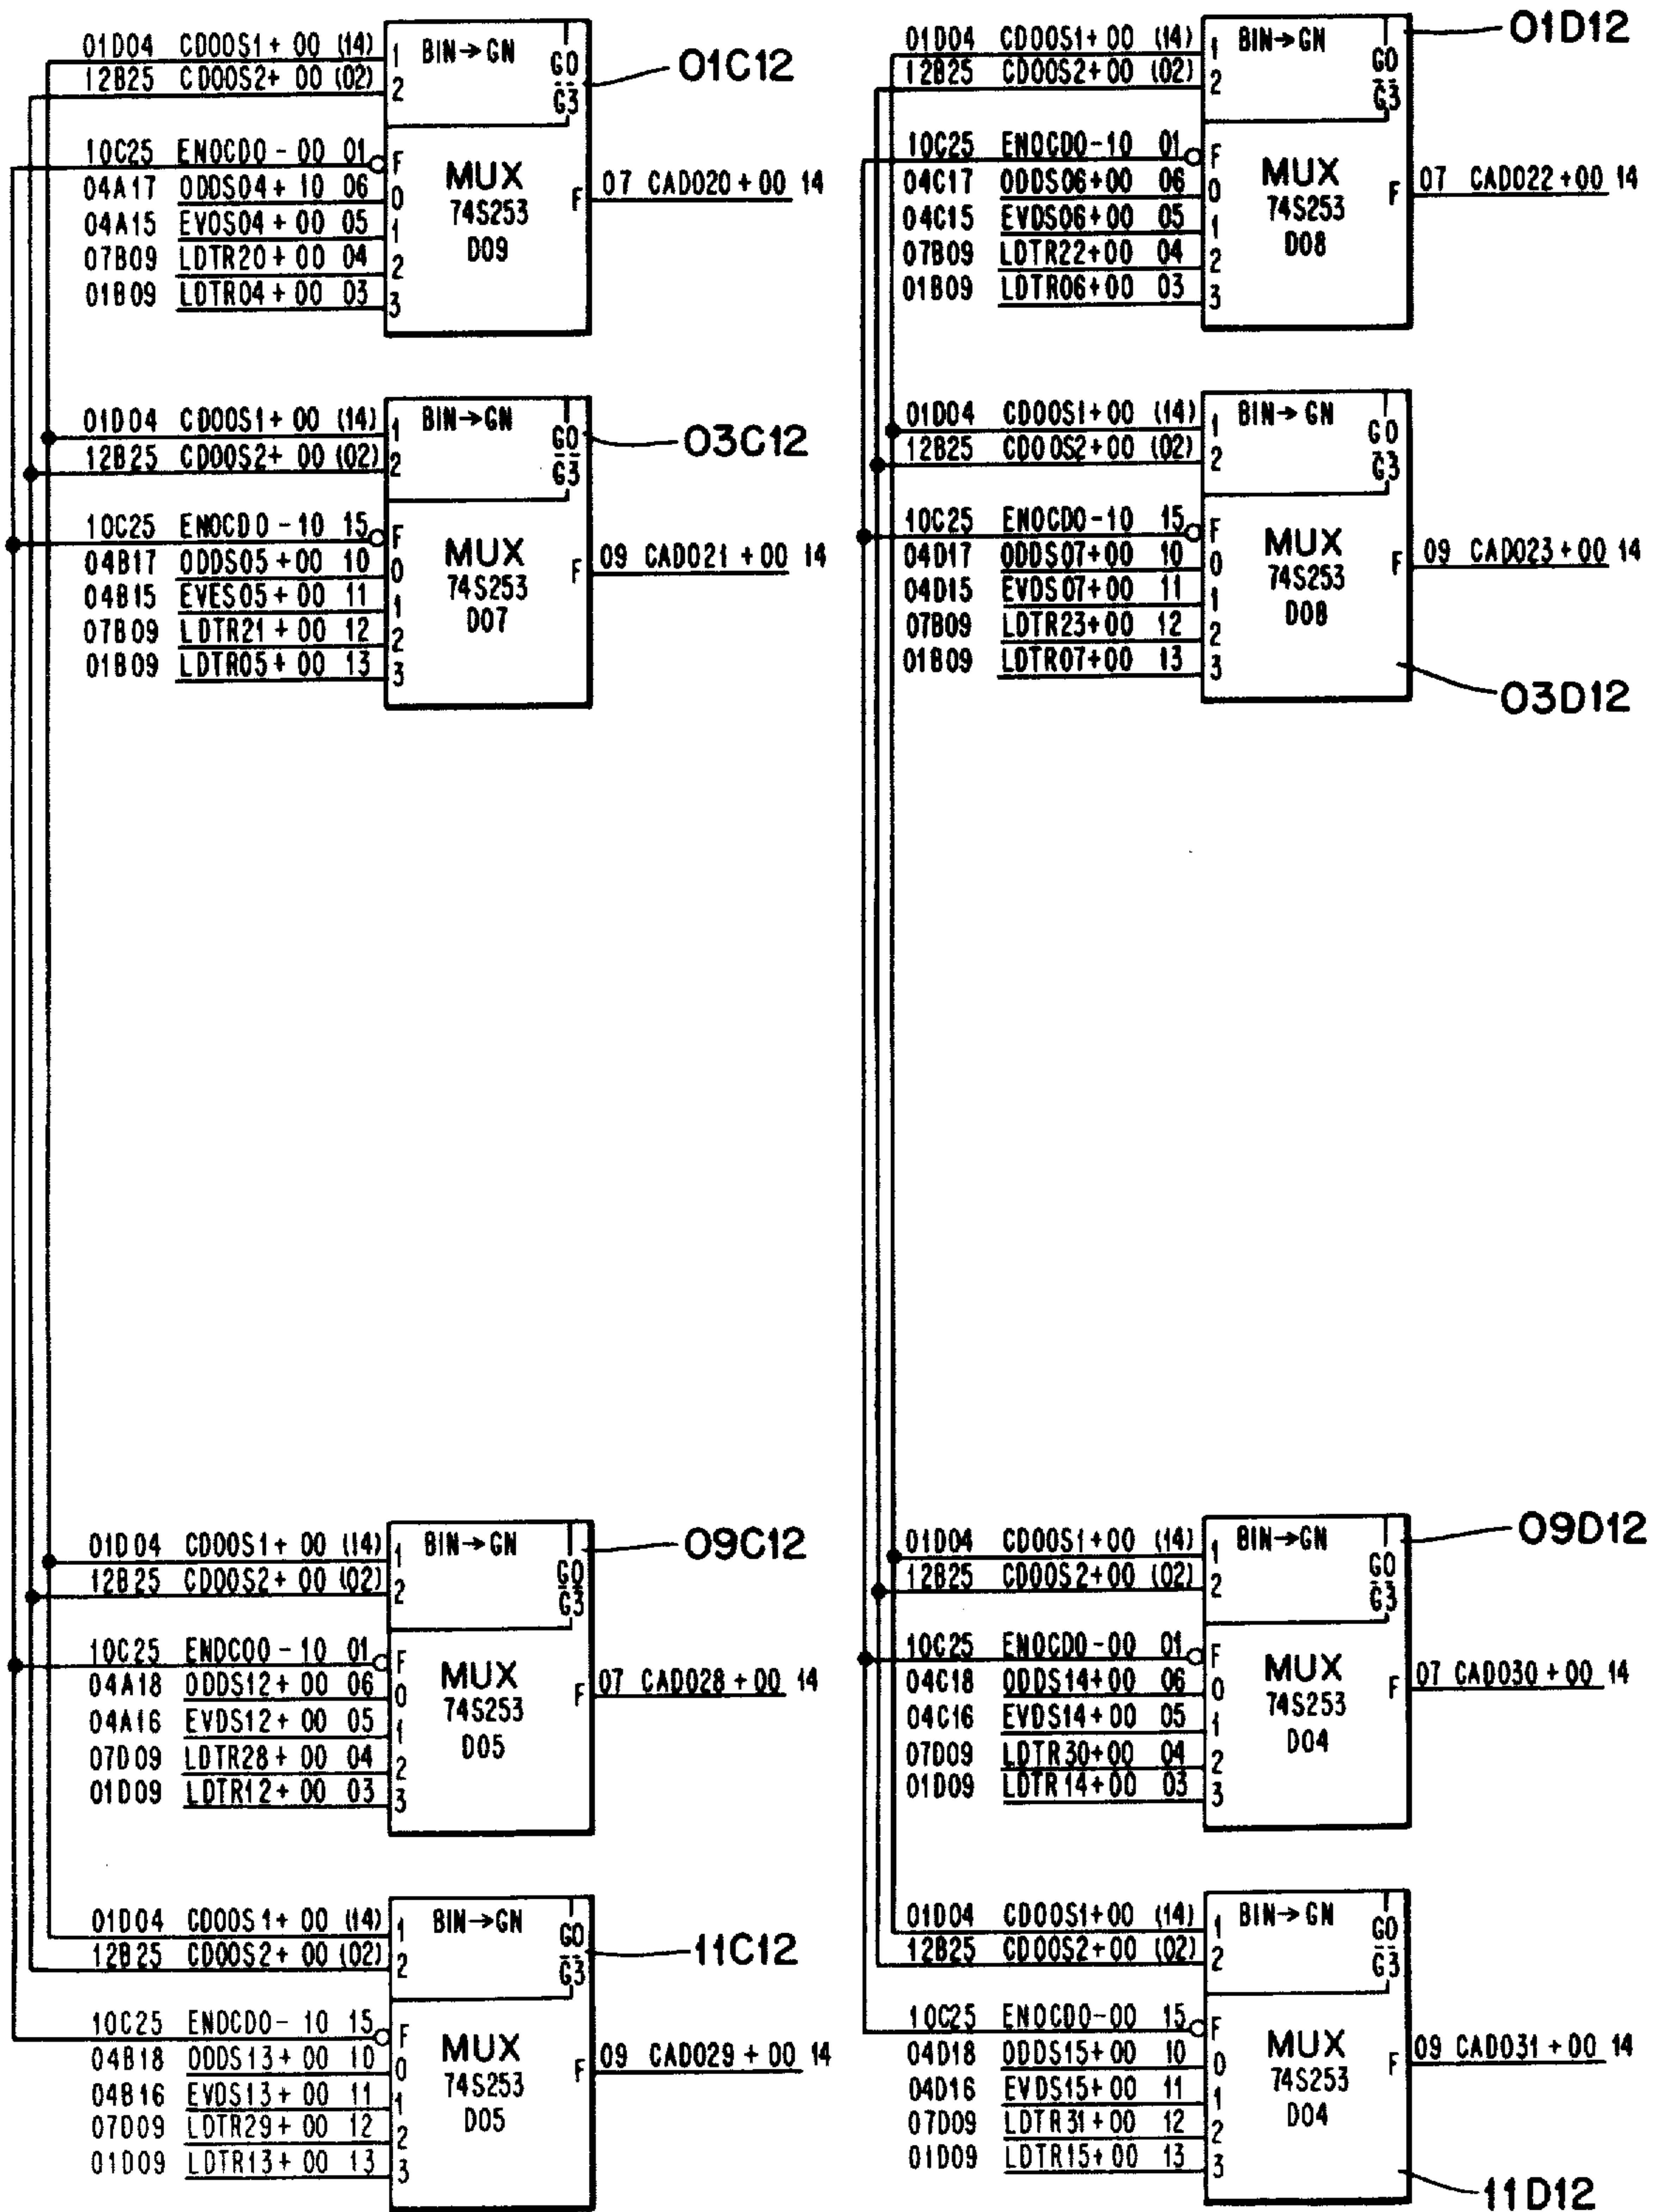 01D04 CD00S1+00 (14) 1 BIN→GN G0
12B25 CD00S2+00 (02) 2 G3
01C12
10C25 ENOCD0-00 01 F
04A17 ODDS04+10 06 0
04A15 EVOS04+00 05 1
07B09 LDTR20+00 04 2
01B09 LDTR04+00 03 3
MUX
74S253
D09
F 07 CAD020+00 14
01D04 CD00S1+00 (14) 1 BIN→GN G0
12B25 CD00S2+00 (02) 2 G3
01D12
10C25 ENOCD0-10 01 F
04C17 ODDS06+00 06 0
04C15 EVDS06+00 05 1
07B09 LDTR22+00 04 2
01B09 LDTR06+00 03 3
MUX
74S253
D08
F 07 CAD022+00 14
01D04 CD00S1+00 (14) 1 BIN→GN G0
12B25 CD00S2+00 (02) 2 G3
03C12
10C25 ENOCD0-10 15 F
04B17 ODDS05+00 10 0
04B15 EVES05+00 11 1
07B09 LDTR21+00 12 2
01B09 LDTR05+00 13 3
MUX
74S253
D07
F 09 CAD021+00 14
01D04 CD00S1+00 (14) 1 BIN→GN G0
12B25 CD00S2+00 (02) 2 G3
10C25 ENOCD0-10 15 F
04D17 ODDS07+00 10 0
04D15 EVDS07+00 11 1
07B09 LDTR23+00 12 2
01B09 LDTR07+00 13 3
MUX
74S253
D08
F 09 CAD023+00 14
03D12
01D04 CD00S1+00 (14) 1 BIN→GN G0
12B25 CD00S2+00 (02) 2 G3
09C12
10C25 ENDC00-10 01 F
04A18 ODDS12+00 06 0
04A16 EVDS12+00 05 1
07D09 LDTR28+00 04 2
01D09 LDTR12+00 03 3
MUX
74S253
D05
F 07 CAD028+00 14
01D04 CD00S1+00 (14) 1 BIN→GN G0
12B25 CD00S2+00 (02) 2 G3
09D12
10C25 ENOCD0-00 01 F
04C18 ODDS14+00 06 0
04C16 EVDS14+00 05 1
07D09 LDTR30+00 04 2
01D09 LDTR14+00 03 3
MUX
74S253
D04
F 07 CAD030+00 14
01D04 CD00S1+00 (14) 1 BIN→GN G0
12B25 CD00S2+00 (02) 2 G3
11C12
10C25 ENDCD0-10 15 F
04B18 ODDS13+00 10 0
04B16 EVDS13+00 11 1
07D09 LDTR29+00 12 2
01D09 LDTR13+00 13 3
MUX
74S253
D05
F 09 CAD029+00 14
01D04 CD00S1+00 (14) 1 BIN→GN G0
12B25 CD00S2+00 (02) 2 G3
10C25 ENOCD0-00 15 F
04D18 DDDS15+00 10 0
04D16 EVDS15+00 11 1
07D09 LDTR31+00 12 2
01D09 LDTR15+00 13 3
MUX
74S253
D04
F 09 CAD031+00 14
11D12